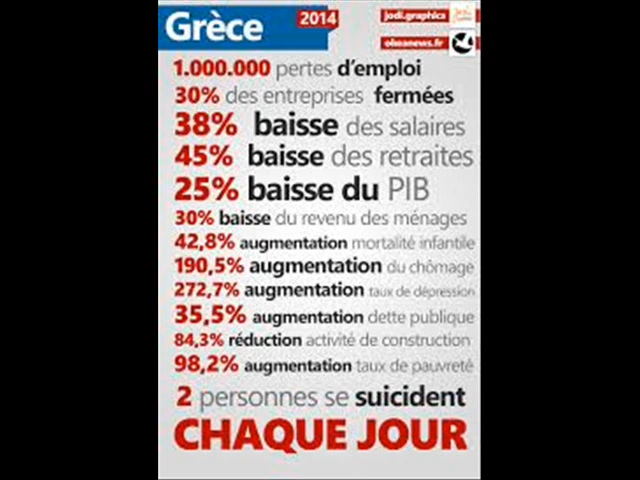 Grèce
2014
jodi.graphics
okeanews.fr
1.000.000 pertes d'emploi
30% des entreprises fermées
38% baisse des salaires
45% baisse des retraites
25% baisse du PIB
30% baisse du revenu des ménages
42,8% augmentation mortalité infantile
190,5% augmentation du chômage
272,7% augmentation taux de dépression
35,5% augmentation dette publique
84,3% réduction activité de construction
98,2% augmentation taux de pauvreté
2 personnes se suicident
CHAQUE JOUR